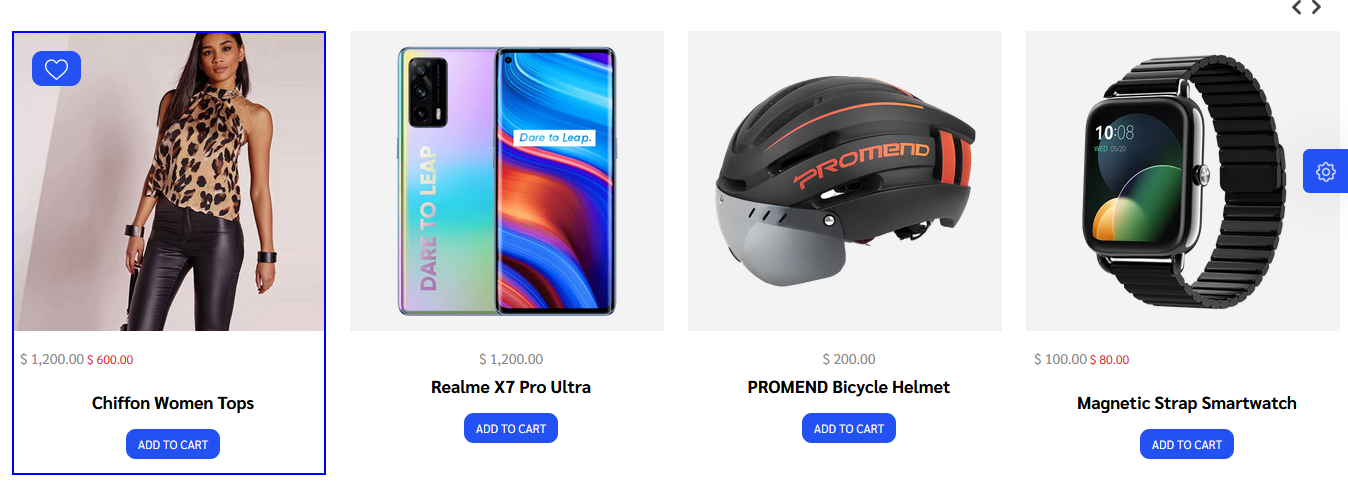 DARE TO LEAP
Dare to Leap.
PROMEND
10:08
WED 05/20
$ 1,200.00 $ 600.00
Chiffon Women Tops
ADD TO CART
$ 1,200.00
Realme X7 Pro Ultra
ADD TO CART
$ 200.00
PROMEND Bicycle Helmet
ADD TO CART
$ 100.00 $ 80.00
Magnetic Strap Smartwatch
ADD TO CART